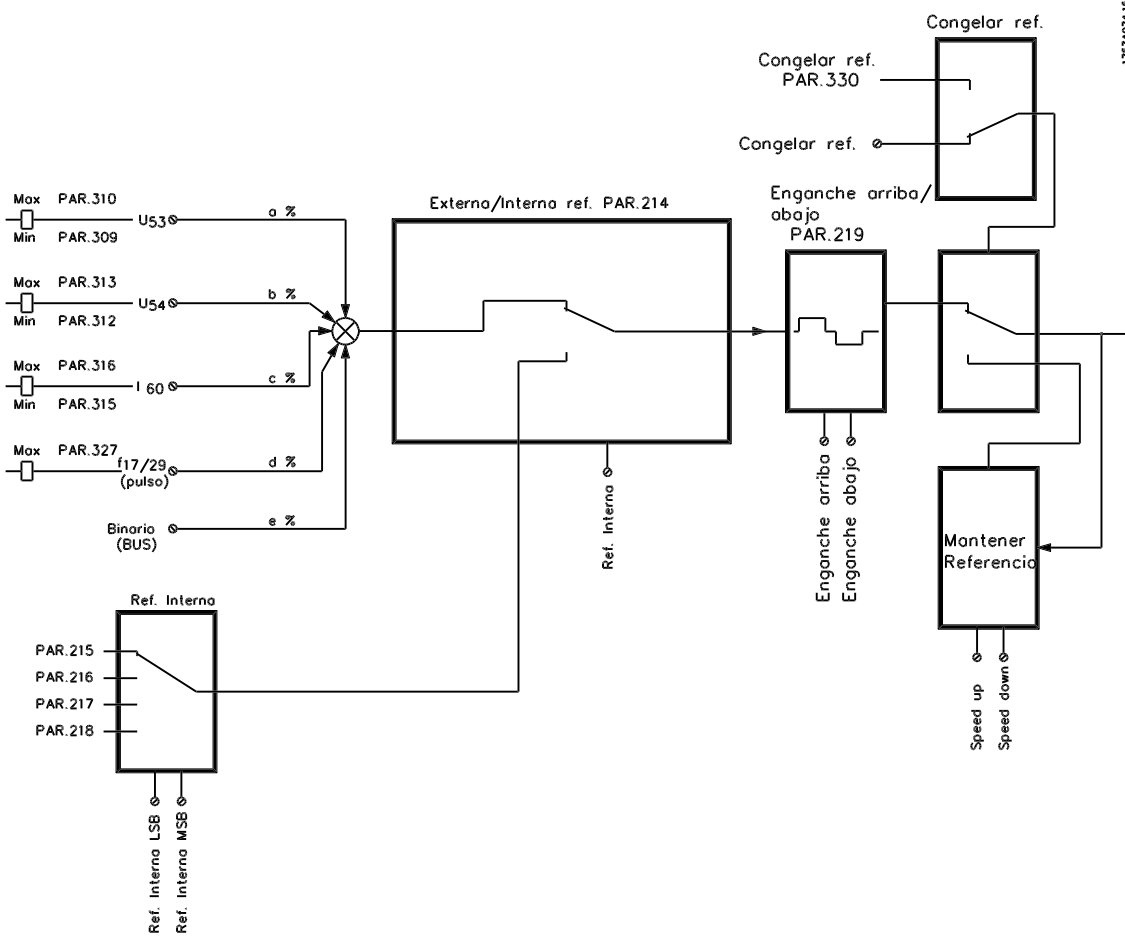 Congelar ref.
Congelar ref.
PAR.330
Congelar ref.
Enganche arriba/
abajo
PAR.219
Externa/Interna ref. PAR.214
Max PAR.310
U53
a %
Min PAR.309
Max PAR.313
U54
b %
Min PAR.312
Max PAR.316
I 60
c %
Min PAR.315
Max PAR.327
f17/29
(pulso)
d %
Binario
(BUS)
e %
Ref. Interna
Enganche arriba
Enganche abajo
Mantener
Referencia
Speed up
Speed down
Ref. Interna
PAR.215
PAR.216
PAR.217
PAR.218
Ref. Interna LSB
Ref. Interna MSB